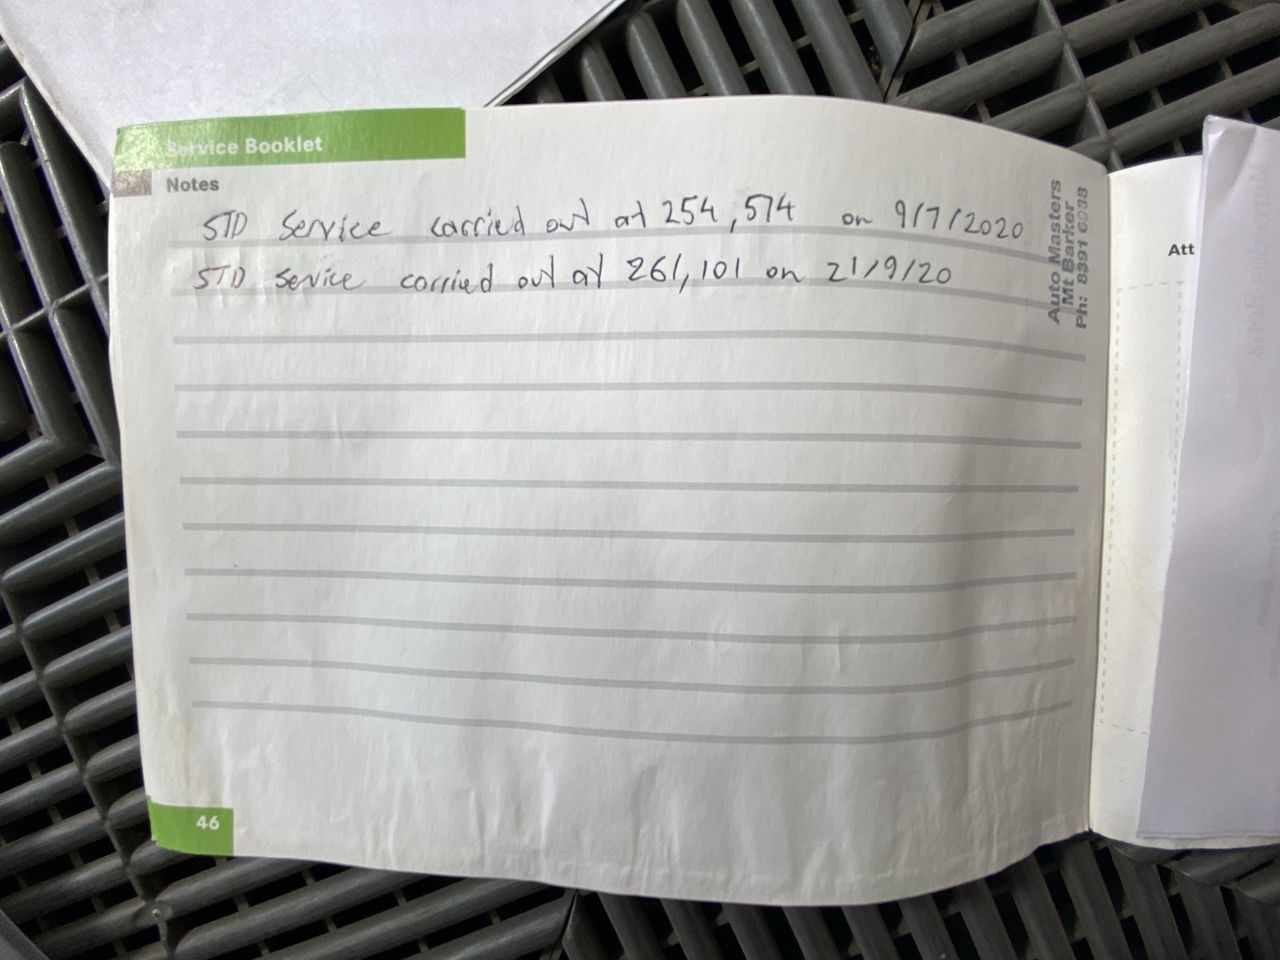 Service Booklet
Notes
STD Service carried out at 254,574 on 9/7/2020
STD Service carried out at 261,101 on 21/9/20
Auto Masters
Mt Barker
Ph: 8391 6938
Att
46